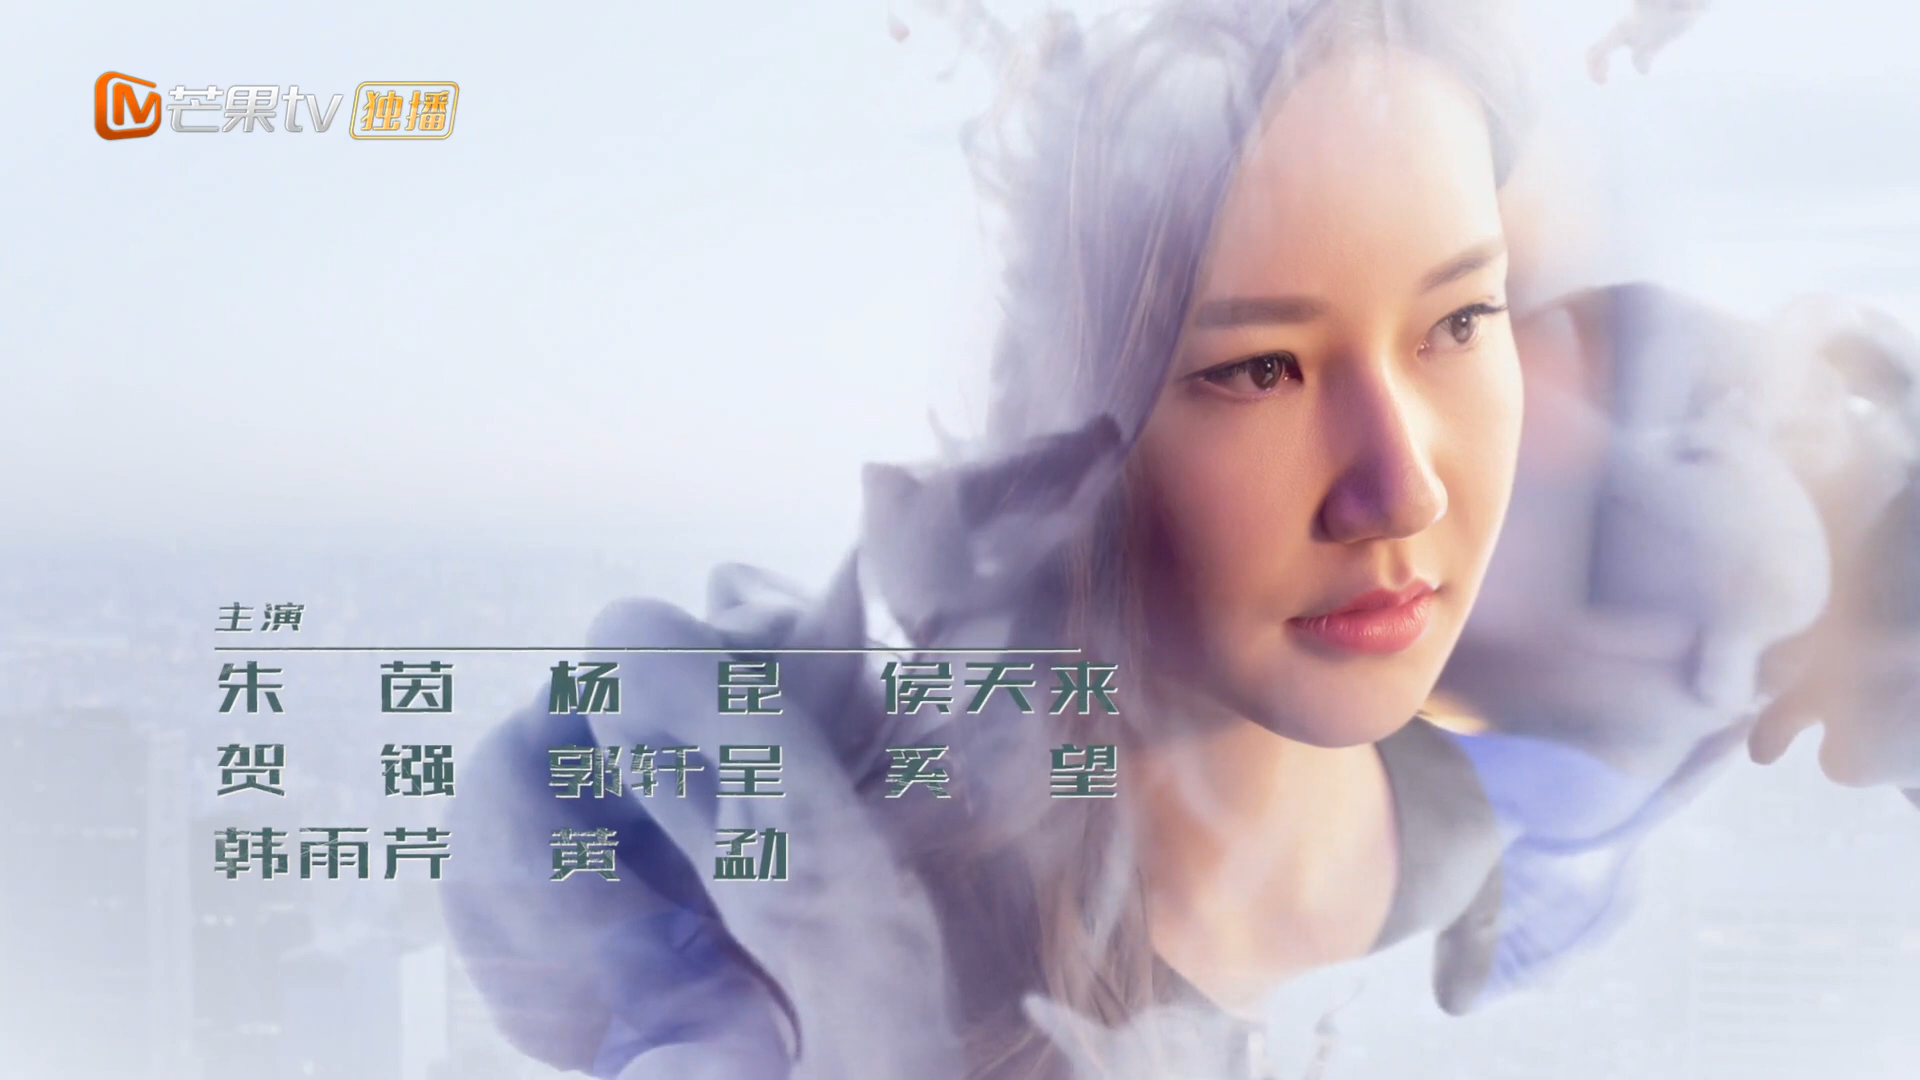 芒果tv 独播
主演
朱茵 杨昆 侯天来
贺镪 郭轩呈 奚望
韩雨芹 黄勐